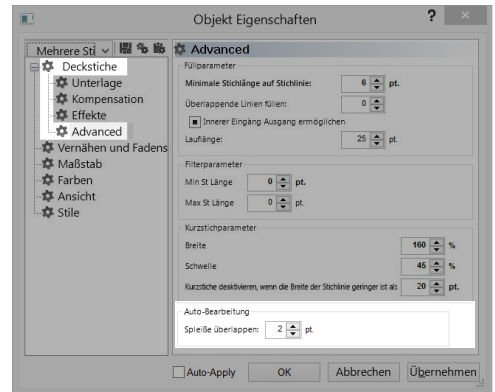 Objekt Eigenschaften ? ×
Mehrere Sti
Deckstiche
Unterlage
Kompensation
Effekte
Advanced
Vernähen und Fadens
Maßstab
Farben
Ansicht
Stile
Advanced
Füllparameter
Minimale Stichlänge auf Stichlinie: 6 pt.
Überlappende Linien füllen: 0
Innerer Eingang Ausgang ermöglichen
Lauflänge: 25 pt.
Filterparameter
Min St Länge 0 pt.
Max St Länge 0 pt.
Kurzstichparameter
Breite 160 %
Schwelle 45 %
Kurzstiche deaktivieren, wenn die Breite der Stichlinie geringer ist als 20 pt.
Auto-Bearbeitung
Spleiße überlappen: 2 pt.
Auto-Apply OK Abbrechen Übernehmen